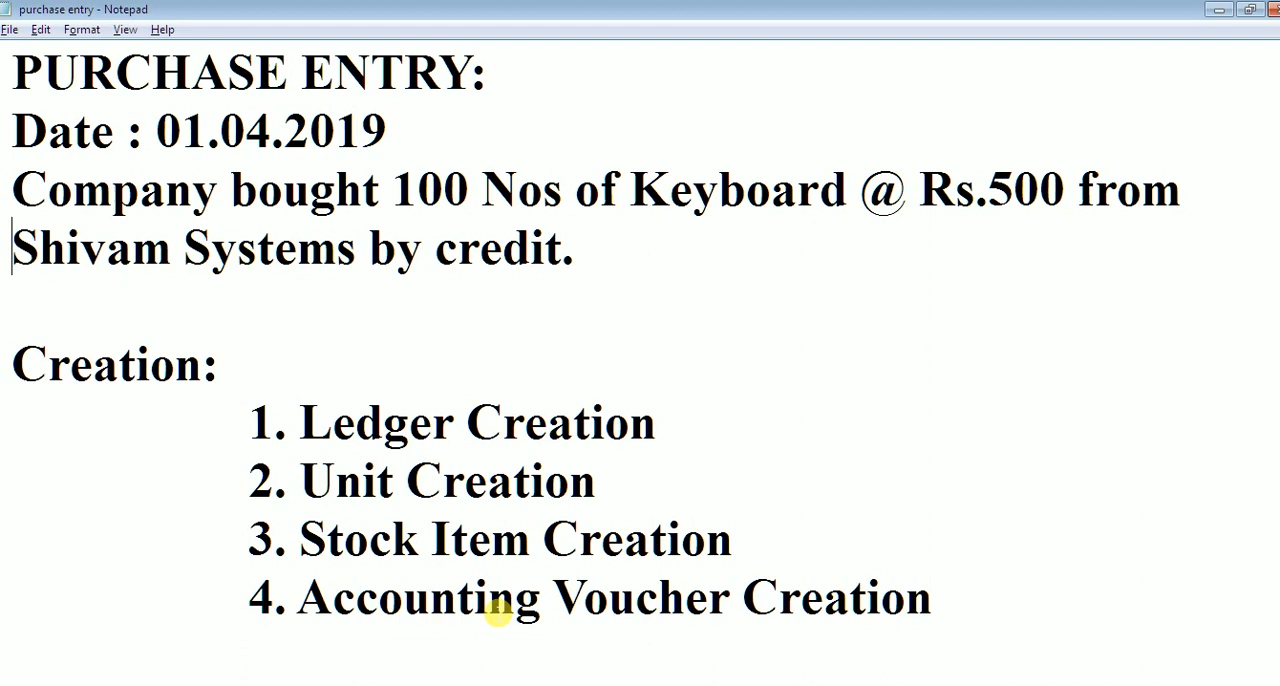 purchase entry - Notepad
File Edit Format View Help
PURCHASE ENTRY:
Date : 01.04.2019
Company bought 100 Nos of Keyboard @ Rs.500 from
Shivam Systems by credit.
Creation:
1. Ledger Creation
2. Unit Creation
3. Stock Item Creation
4. Accounting Voucher Creation